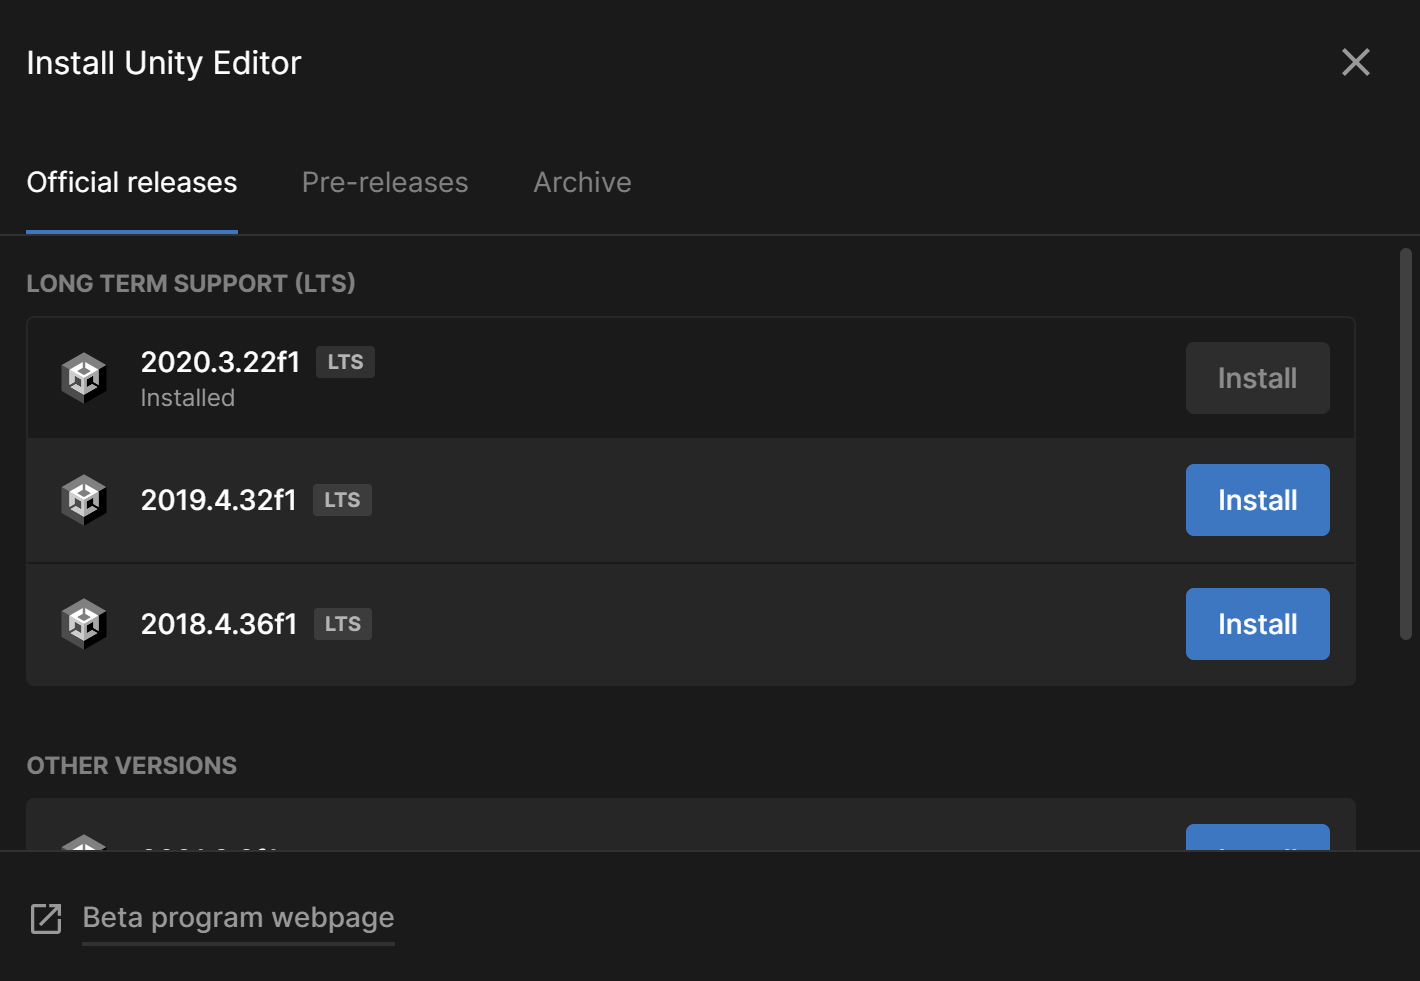 Install Unity Editor
Official releases
Pre-releases
Archive
LONG TERM SUPPORT (LTS)
2020.3.22f1 LTS
Installed
Install
2019.4.32f1 LTS
Install
2018.4.36f1 LTS
Install
OTHER VERSIONS
Beta program webpage